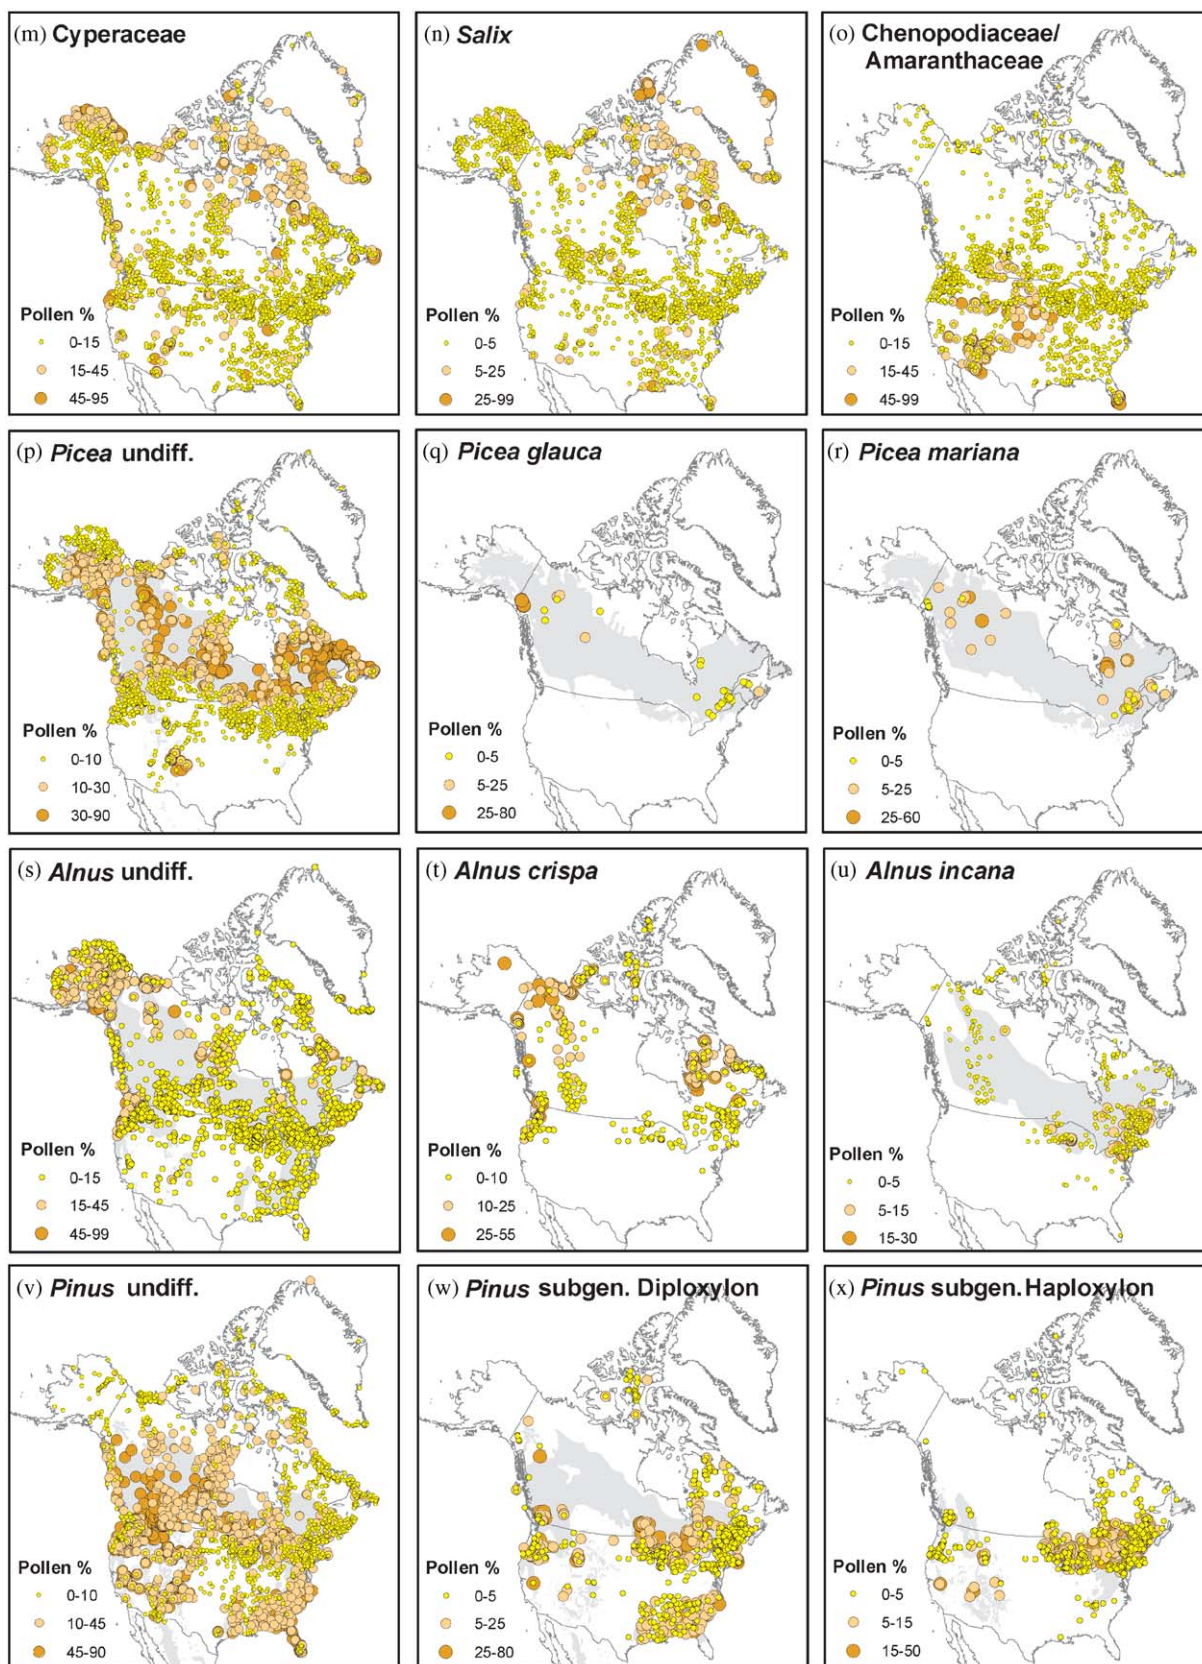 (m) Cyperaceae
Pollen %
0-15
15-45
45-95
(n) Salix
Pollen %
0-5
5-25
25-99
(o) Chenopodiaceae/
Amaranthaceae
Pollen %
0-15
15-45
45-99
(p) Picea undiff.
Pollen %
0-10
10-30
30-90
(q) Picea glauca
Pollen %
0-5
5-25
25-80
(r) Picea mariana
Pollen %
0-5
5-25
25-60
(s) Alnus undiff.
Pollen %
0-15
15-45
45-99
(t) Alnus crispa
Pollen %
0-10
10-25
25-55
(u) Alnus incana
Pollen %
0-5
5-15
15-30
(v) Pinus undiff.
Pollen %
0-10
10-45
45-90
(w) Pinus subgen. Diploxylon
Pollen %
0-5
5-25
25-80
(x) Pinus subgen. Haploxylon
Pollen %
0-5
5-15
15-50